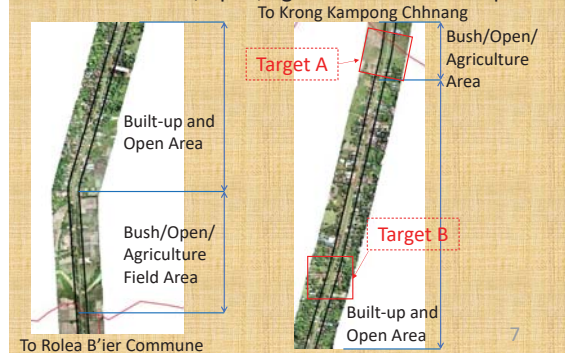 To Krong Kampong Chhnang
Bush/Open/
Agriculture
Area
Target A
Built-up and
Open Area
Bush/Open/
Agriculture
Field Area
Target B
Built-up and
Open Area
7
To Rolea B'ier Commune